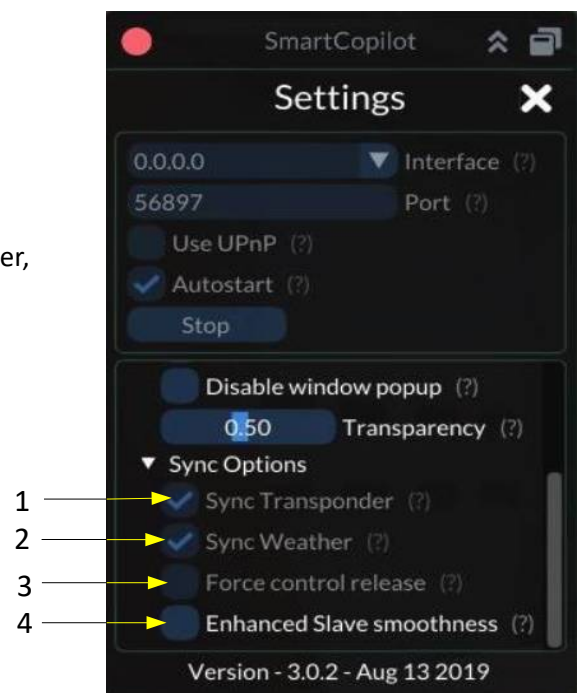 SmartCopilot
Settings
0.0.0.0 Interface (?)
56897 Port (?)
Use UPnP (?)
er,
Autostart (?)
Stop
Disable window popup (?)
0.50 Transparency (?)
Sync Options
1 Sync Transponder (?)
2 Sync Weather (?)
3 Force control release (?)
4 Enhanced Slave smoothness (?)
Version - 3.0.2 - Aug 13 2019